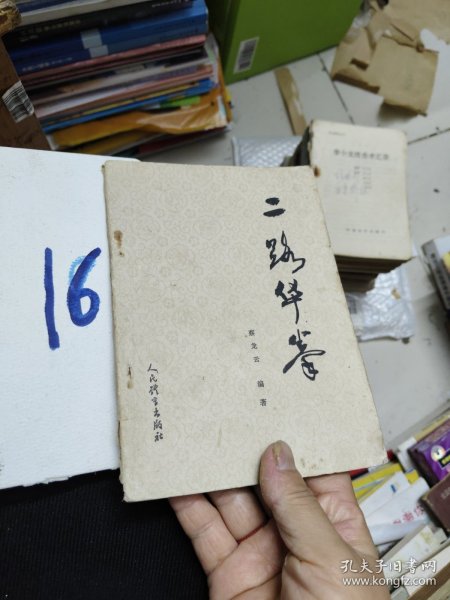 二路华拳
蔡龙云 编著
人民体育出版社
16
孔夫子旧书网
www.kongfz.com